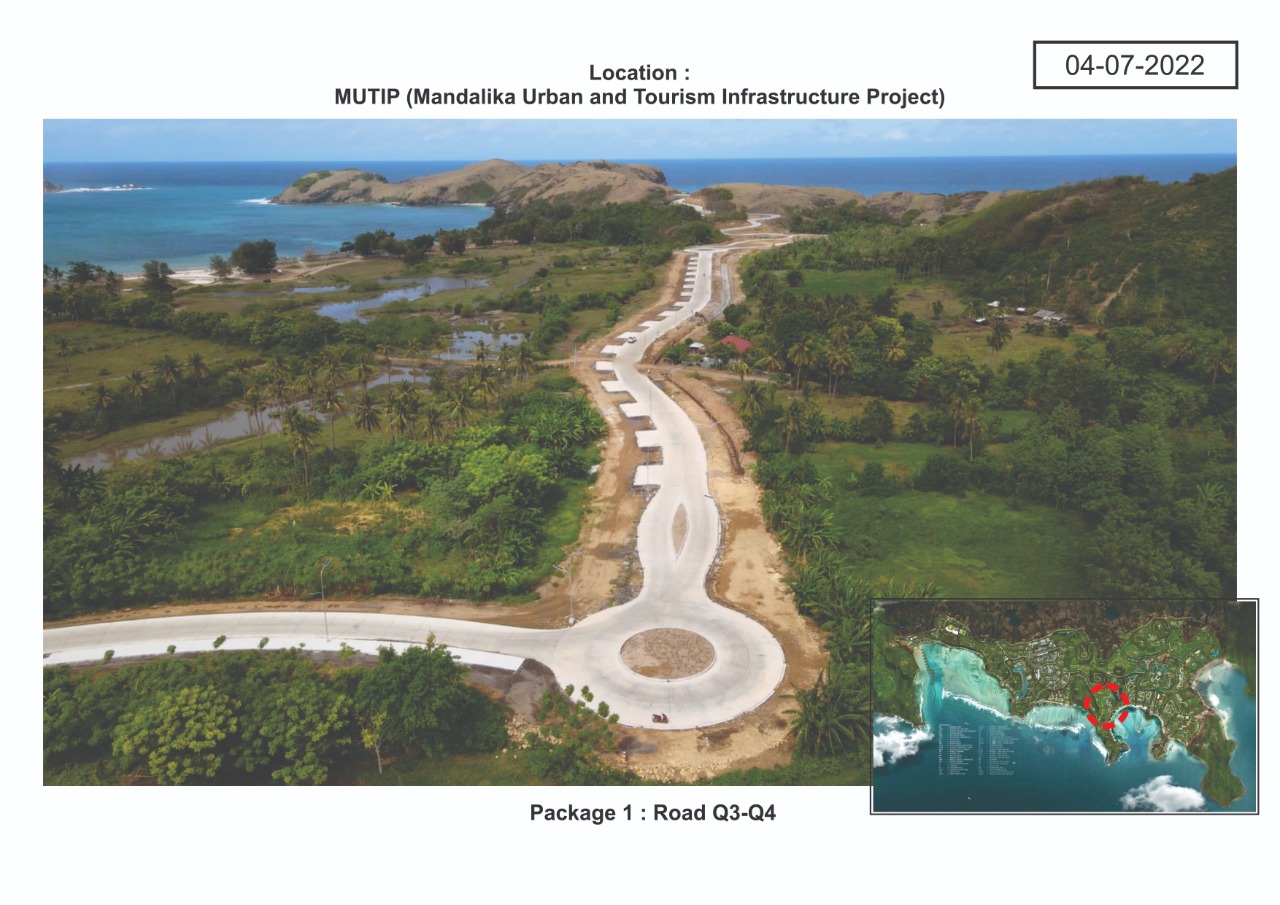 04-07-2022
Location :
MUTIP (Mandalika Urban and Tourism Infrastructure Project)
Package 1 : Road Q3-Q4